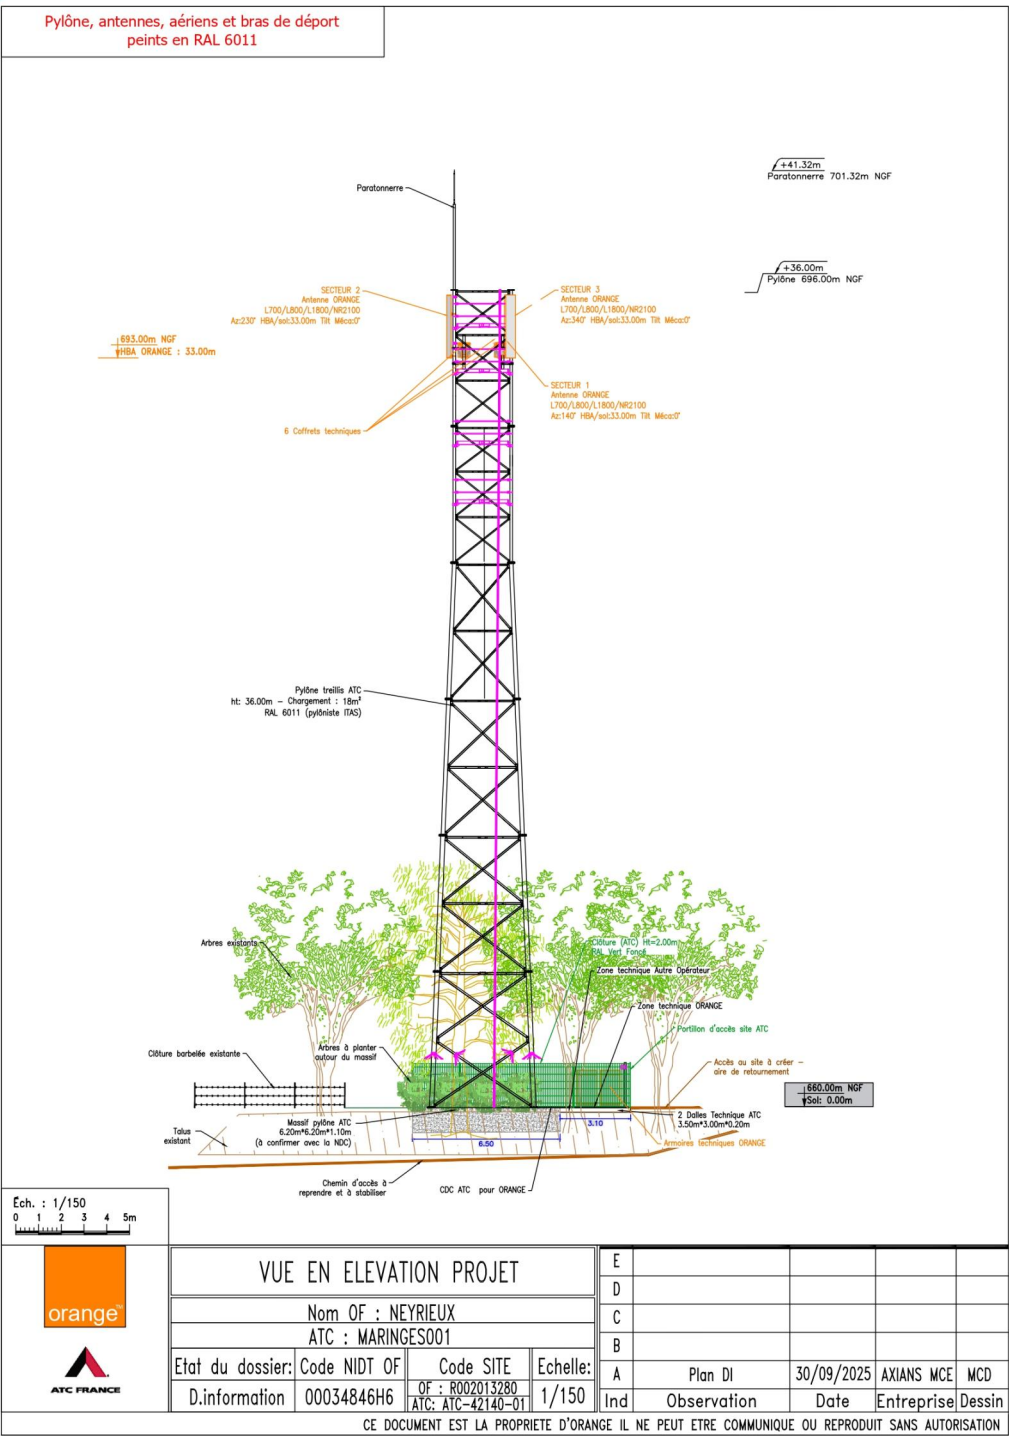 Pylône, antennes, aériens et bras de déport
peints en RAL 6011
+41.32m
Paratonnerre 701.32m NGF
Paratonnerre
+36.00m
Pylône 696.00m NGF
SECTEUR 2
Antenne ORANGE
L700/L800/L1800/NR2100
Az:230° HBA/sol:33.00m Tilt Méca:0°
SECTEUR 3
Antenne ORANGE
L700/L800/L1800/NR2100
Az:340° HBA/sol:33.00m Tilt Méca:0°
693.00m NGF
HBA ORANGE : 33.00m
SECTEUR 1
Antenne ORANGE
L700/L800/L1800/NR2100
Az:140° HBA/sol:33.00m Tilt Méca:0°
6 Coffrets techniques
Pylône treillis ATC
ht: 36.00m - Chargement : 18m²
RAL 6011 (pylôniste ITAS)
Arbres existants
Clôture (ATC) Ht=2.00m
RAL Vert Foncé
Zone technique Autre Opérateur
Zone technique ORANGE
Portillon d'accès site ATC
Arbres à planter
autour du massif
Clôture barbelée existante
Accès au site à créer -
aire de retournement
660.00m NGF
Sol: 0.00m
Massif pylône ATC
6.20m*6.20m*1.10m
(à confirmer avec la NDC)
Talus
existant
6.50
3.10
2 Dalles Technique ATC
3.50m*3.00m*0.20m
Armoires techniques ORANGE
Chemin d'accès à
reprendre et à stabiliser
CDC ATC pour ORANGE
Éch. : 1/150
0 1 2 3 4 5m
orange™
ATC FRANCE
VUE EN ELEVATION PROJET
Nom OF : NEYRIEUX
ATC : MARINGES001
Etat du dossier: Code NIDT OF Code SITE Echelle:
D.information 00034846H6 OF : R002013280 1/150
ATC: ATC-42140-01
E
D
C
B
A Plan DI 30/09/2025 AXIANS MCE MCD
Ind Observation Date Entreprise Dessin
CE DOCUMENT EST LA PROPRIETE D'ORANGE IL NE PEUT ETRE COMMUNIQUE OU REPRODUIT SANS AUTORISATION